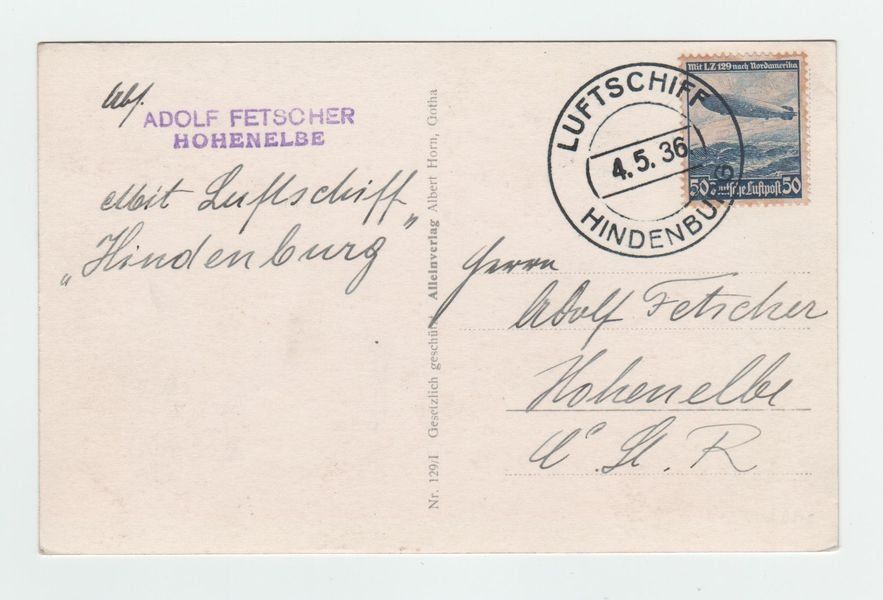 Abs.
ADOLF FETSCHER
HOHENELBE
Mit Luftschiff
„Hindenburg"
Nr. 129/I Gesetzlich geschützt Alleinverlag Albert Horn, Gotha
LUFTSCHIFF
4.5.36
HINDENBURG
Mit LZ 129 nach Nordamerika
50 Deutsche Luftpost 50
Herrn
Adolf Fetscher
Hohenelbe
Č. Sl. R